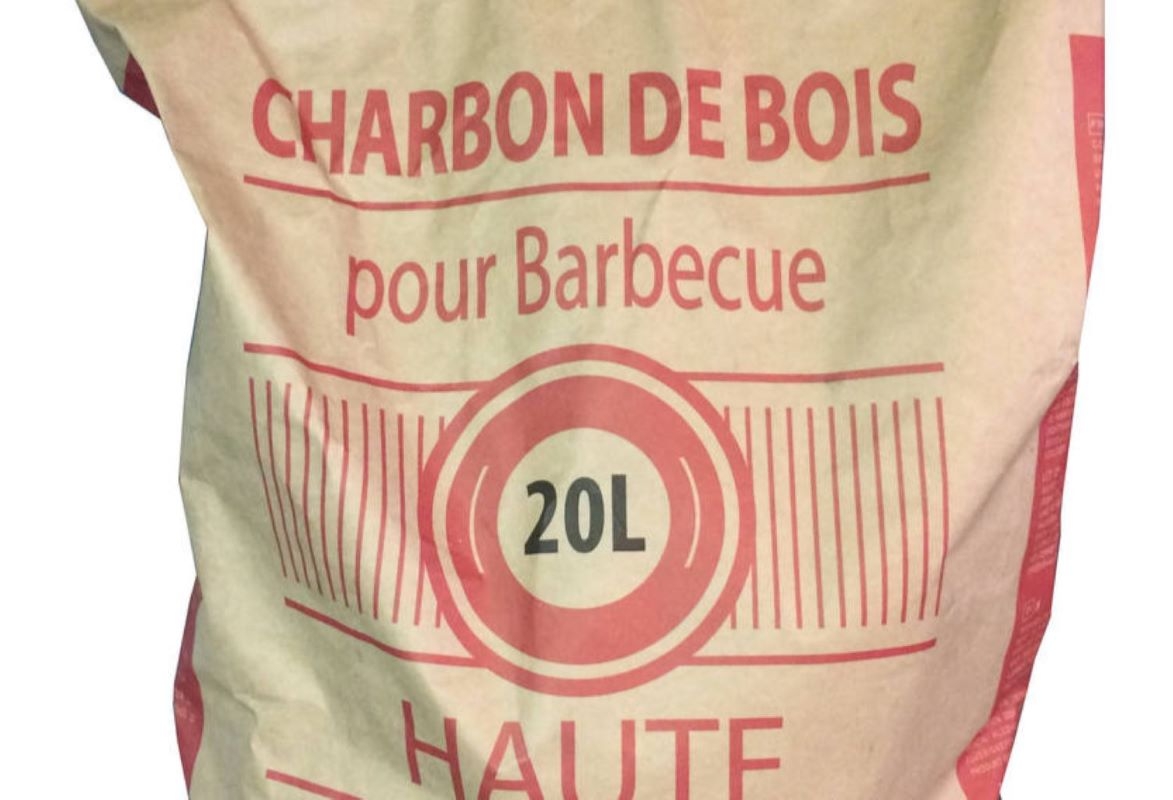 CHARBON DE BOIS
pour Barbecue
20L
HAUTE